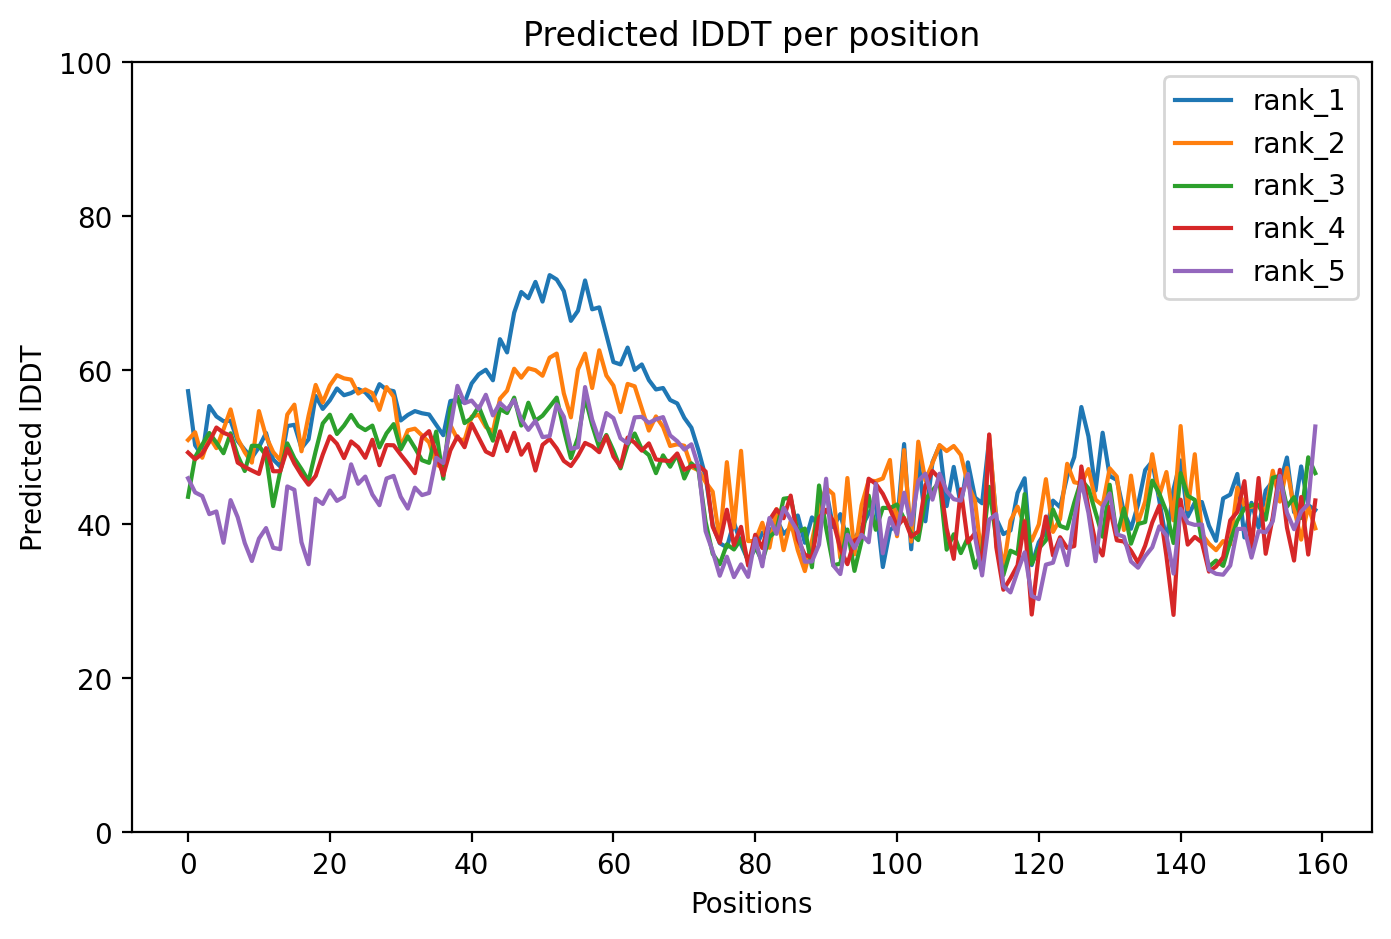 Predicted lDDT per position
100
80
60
40
20
0
Predicted lDDT
0 20 40 60 80 100 120 140 160
Positions
rank_1
rank_2
rank_3
rank_4
rank_5